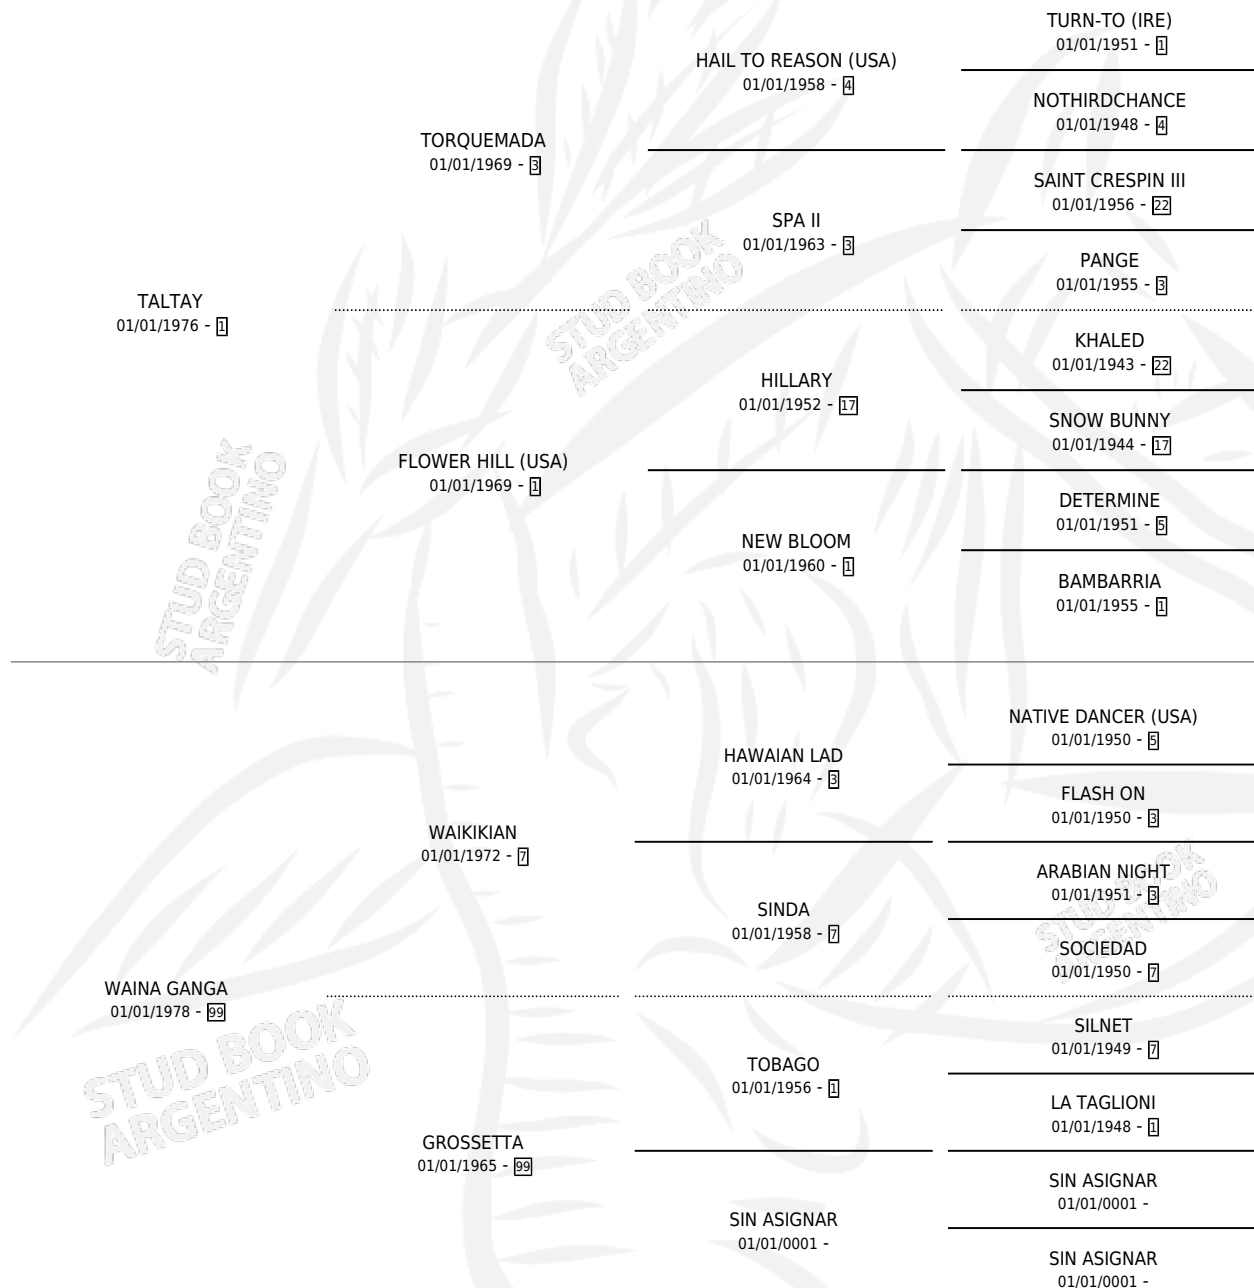 TURN-TO (IRE)
01/01/1951 - 1
HAIL TO REASON (USA)
01/01/1958 - 4
NOTHIRDCHANCE
01/01/1948 - 4
TORQUEMADA
01/01/1969 - 3
SAINT CRESPIN III
01/01/1956 - 22
SPA II
01/01/1963 - 3
PANGE
01/01/1955 - 3
TALTAY
01/01/1976 - 1
KHALED
01/01/1943 - 22
HILLARY
01/01/1952 - 17
SNOW BUNNY
01/01/1944 - 17
FLOWER HILL (USA)
01/01/1969 - 1
DETERMINE
01/01/1951 - 5
NEW BLOOM
01/01/1960 - 1
BAMBARRIA
01/01/1955 - 1
NATIVE DANCER (USA)
01/01/1950 - 5
HAWAIAN LAD
01/01/1964 - 3
FLASH ON
01/01/1950 - 3
WAIKIKIAN
01/01/1972 - 7
ARABIAN NIGHT
01/01/1951 - 3
SINDA
01/01/1958 - 7
SOCIEDAD
01/01/1950 - 7
WAINA GANGA
01/01/1978 - 99
SILNET
01/01/1949 - 7
TOBAGO
01/01/1956 - 1
LA TAGLIONI
01/01/1948 - 1
GROSSETTA
01/01/1965 - 99
SIN ASIGNAR
01/01/0001 -
SIN ASIGNAR
01/01/0001 -
SIN ASIGNAR
01/01/0001 -
STUD BOOK
ARGENTINO
STUD BOOK
ARGENTINO
STUD BOOK
ARGENTINO
STUD BOOK
ARGENTINO